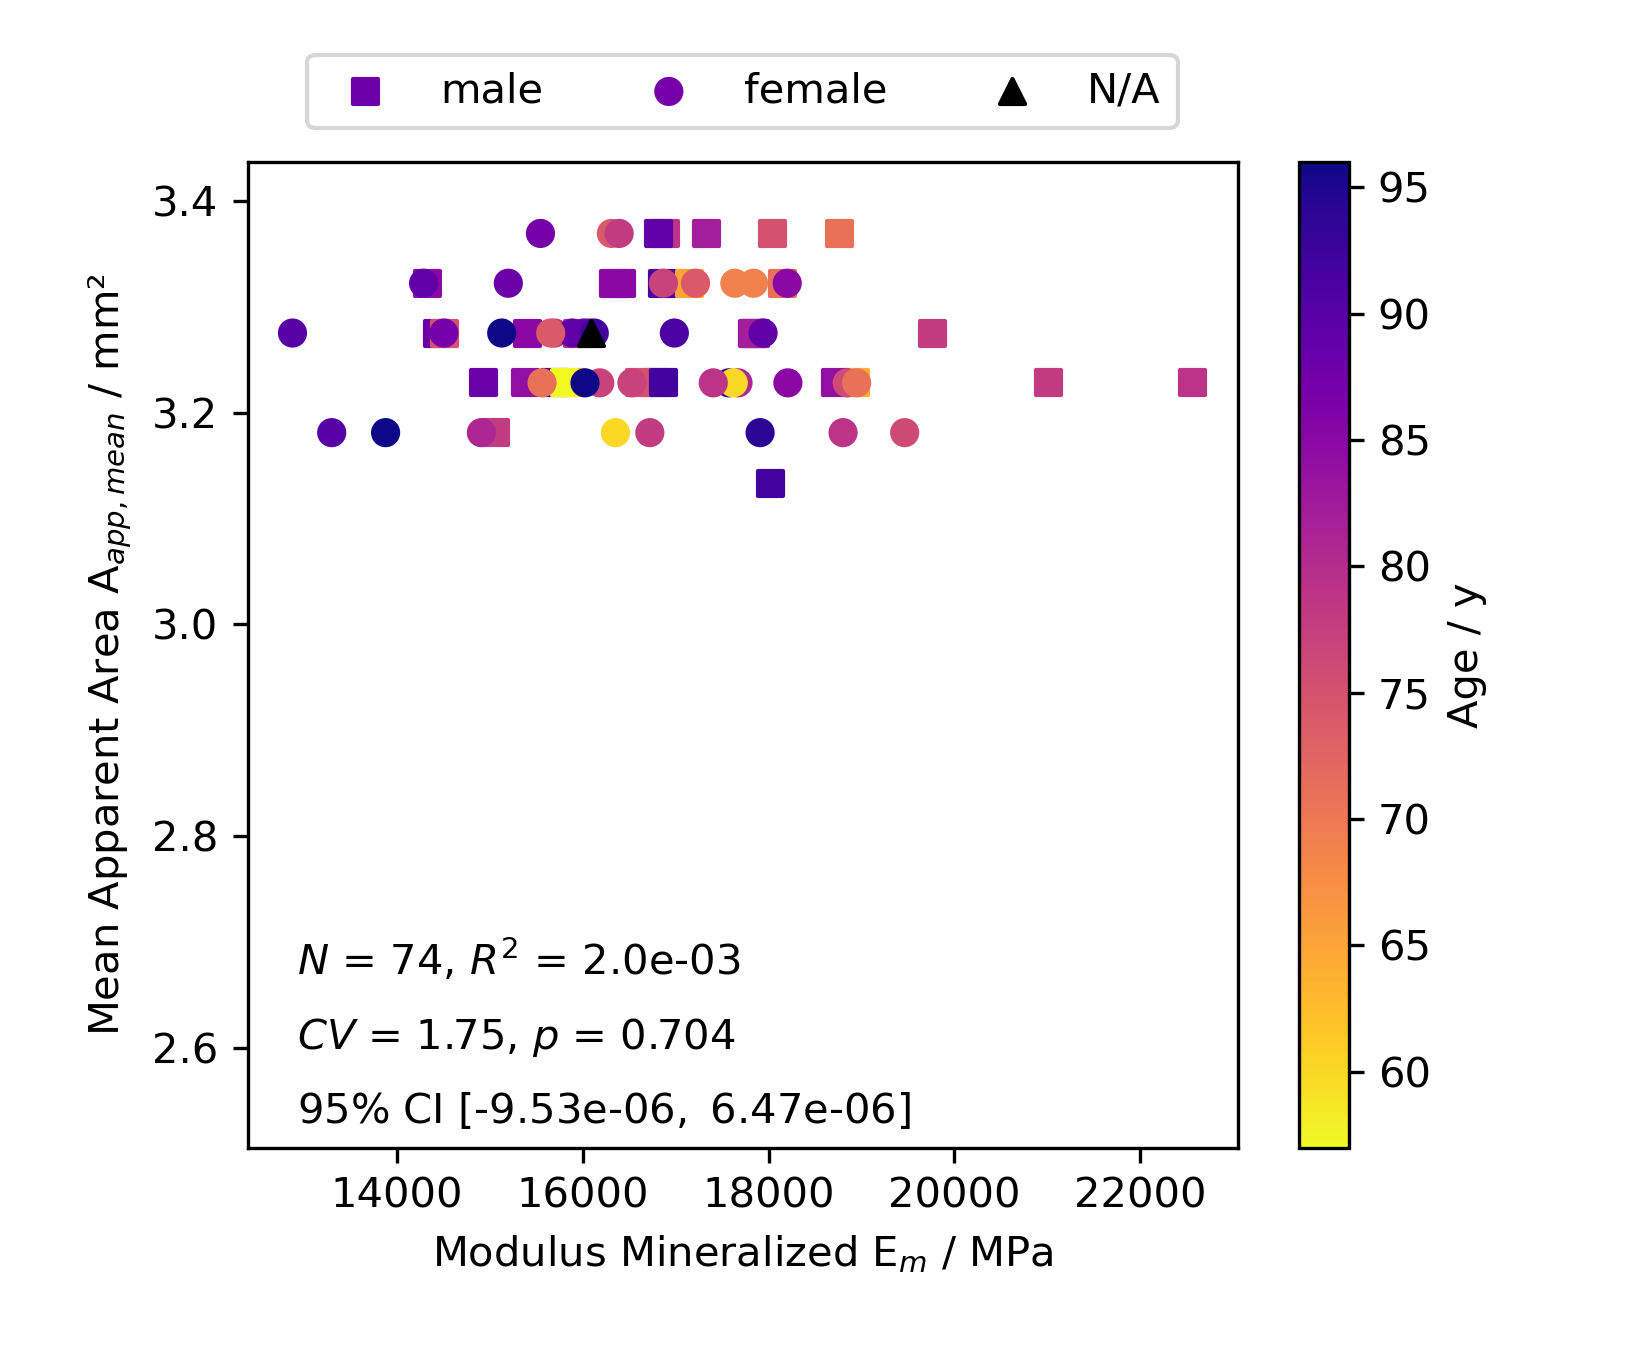 male female N/A
3.4
3.2
3.0
2.8
2.6
Mean Apparent Area A_app,mean / mm²
N = 74, R² = 2.0e-03
CV = 1.75, p = 0.704
95% CI [-9.53e-06, 6.47e-06]
14000 16000 18000 20000 22000
Modulus Mineralized E_m / MPa
95
90
85
80
75
70
65
60
Age / y